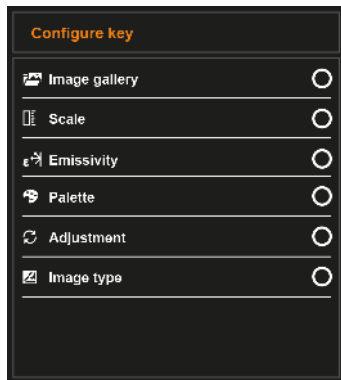 Configure key
Image gallery
Scale
ε Emissivity
Palette
Adjustment
Image type